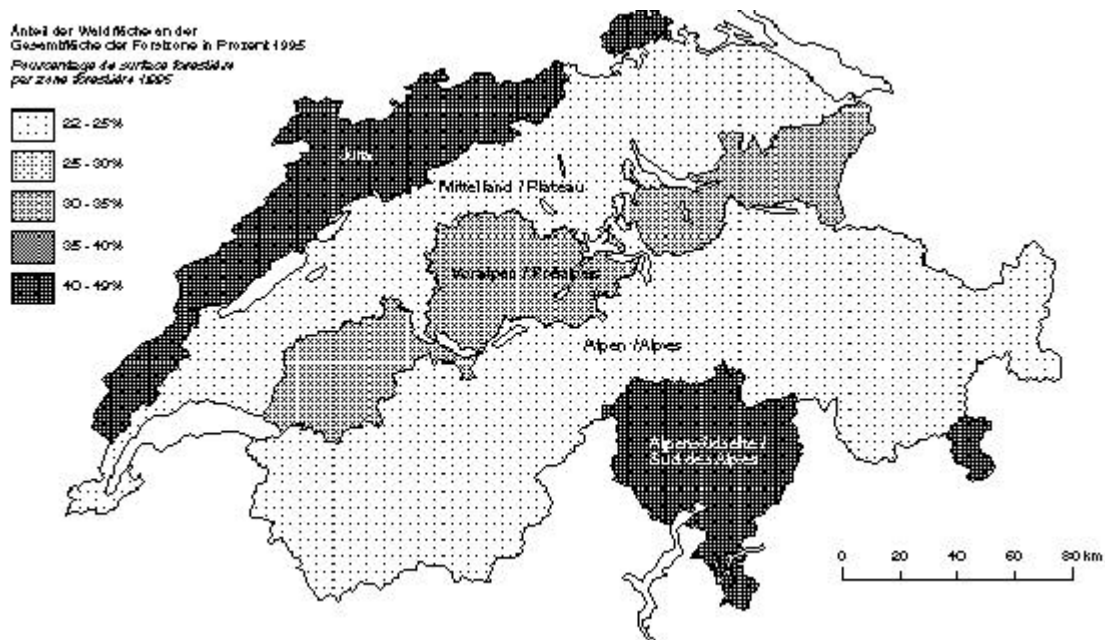 Anteil der Waldfläche an der
Gesamtfläche der Forstzone in Prozent 1995
Pourcentage de surface forestière
par zone forestière 1995
22 - 25%
25 - 30%
30 - 35%
35 - 40%
40 - 49%
Jura
Mittelland / Plateau
Voralpen / Préalpes
Alpen / Alpes
Alpensüdseite /
Sud des Alpes
0 20 40 60 80 km